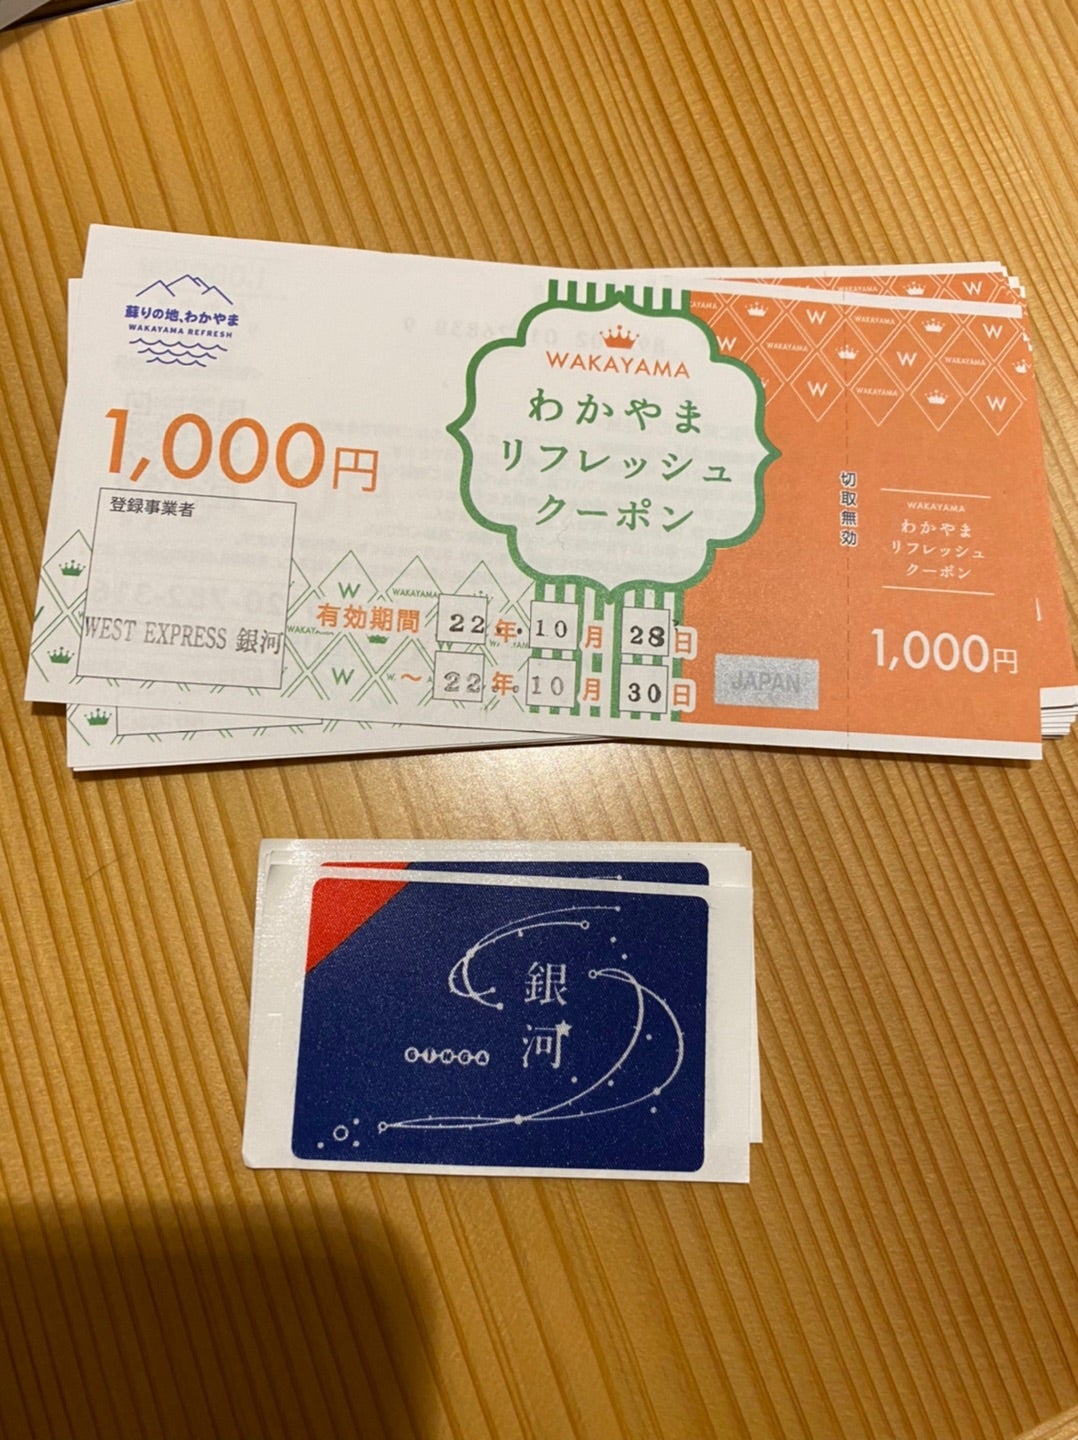 蘇りの地、わかやま
WAKAYAMA REFRESH
1,000円
登録事業者
WEST EXPRESS 銀河
WAKAYAMA
わかやま
リフレッシュ
クーポン
有効期間 22年10月28日
～22年10月30日
JAPAN
切取無効
WAKAYAMA
わかやま
リフレッシュ
クーポン
1,000円
W
WAKAYAMA
銀河
GINGA